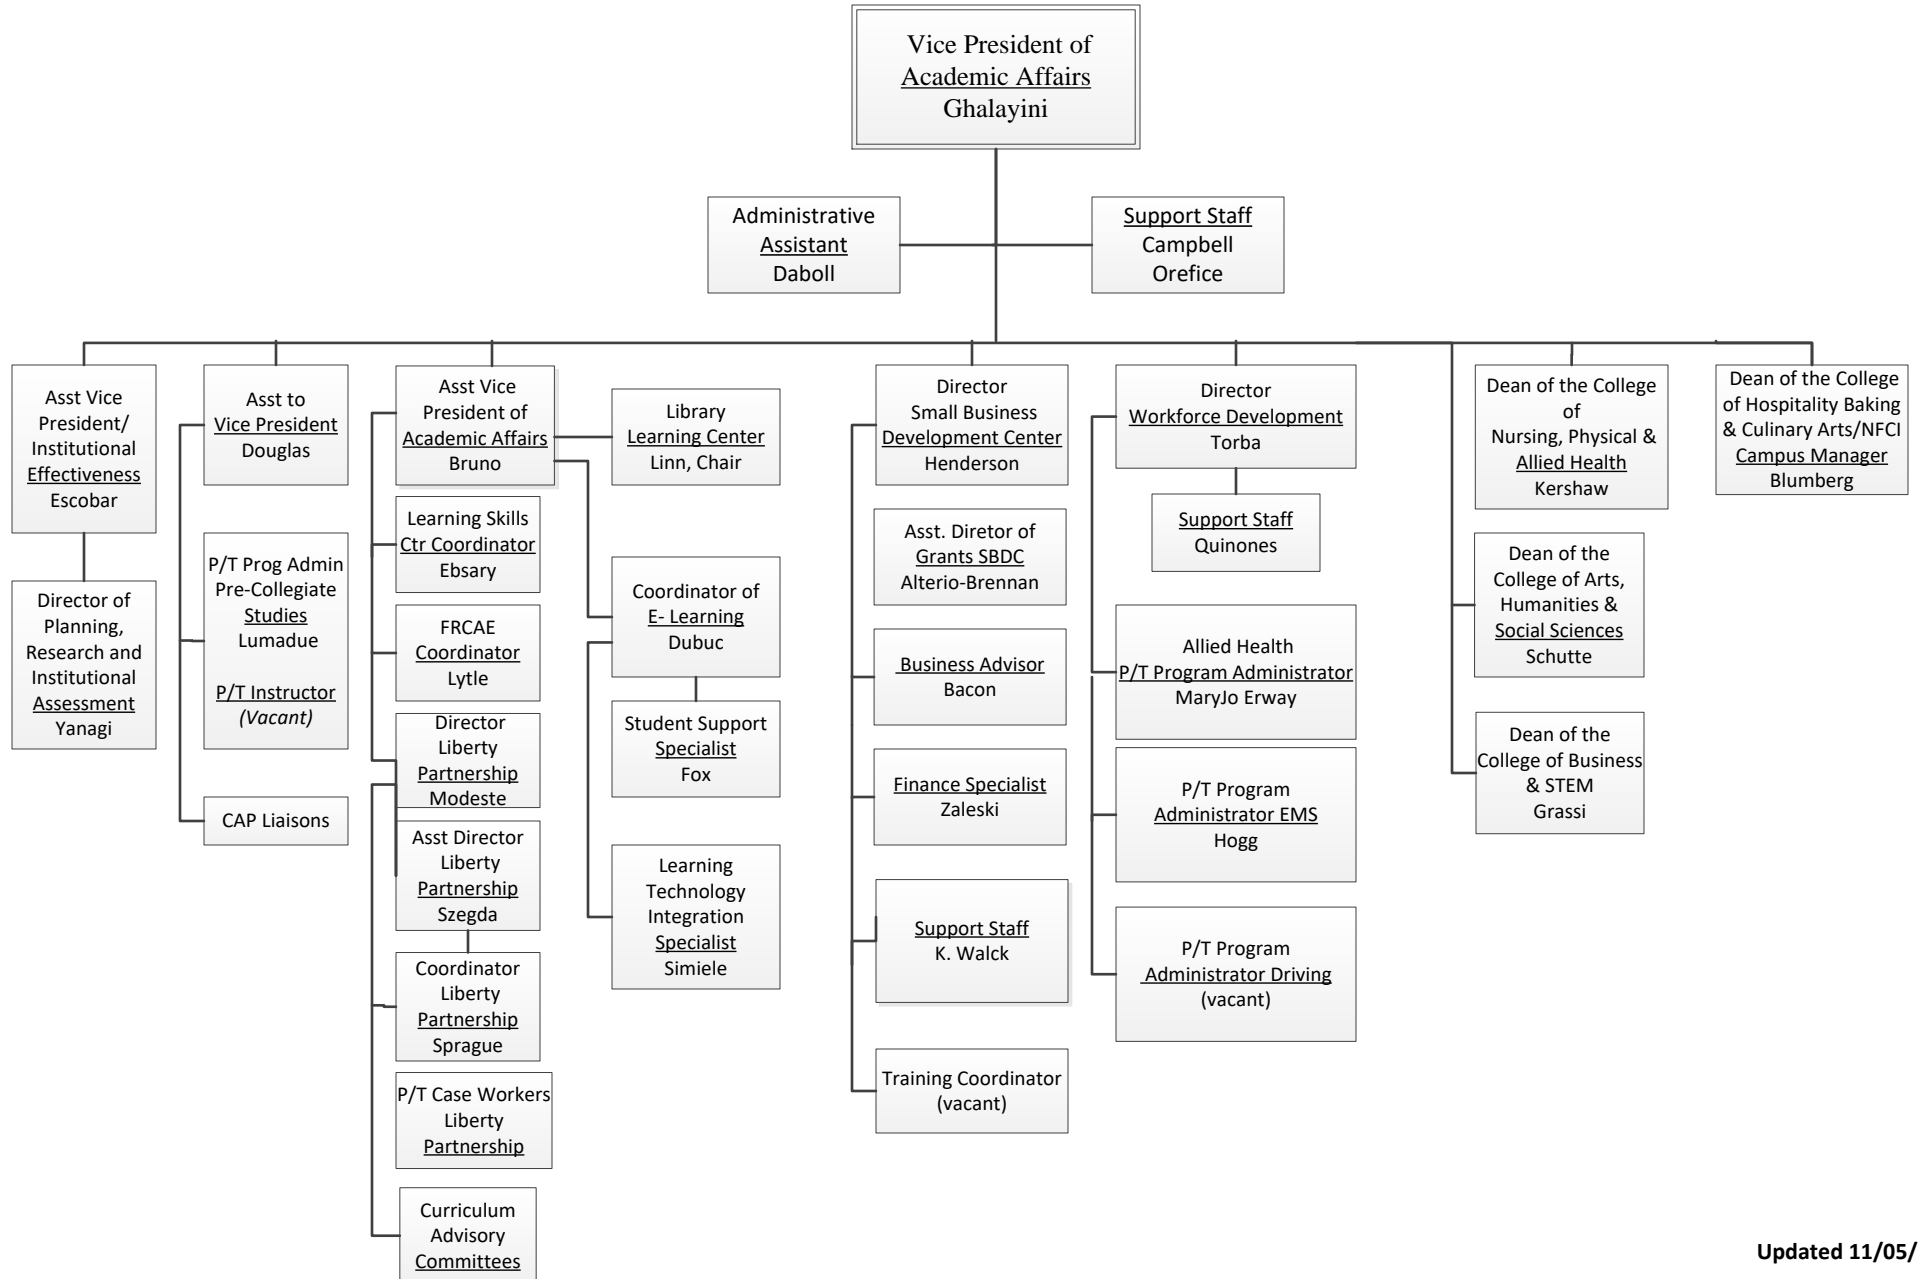 Vice President of
Academic Affairs
Ghalayini
Administrative
Assistant
Daboll
Support Staff
Campbell
Orefice
Asst Vice
President/
Institutional
Effectiveness
Escobar
Director of
Planning,
Research and
Institutional
Assessment
Yanagi
Asst to
Vice President
Douglas
P/T Prog Admin
Pre-Collegiate
Studies
Lumadue
P/T Instructor
(Vacant)
CAP Liaisons
Asst Vice
President of
Academic Affairs
Bruno
Learning Skills
Ctr Coordinator
Ebsary
FRCAE
Coordinator
Lytle
Director
Liberty
Partnership
Modeste
Asst Director
Liberty
Partnership
Szegda
Coordinator
Liberty
Partnership
Sprague
P/T Case Workers
Liberty
Partnership
Curriculum
Advisory
Committees
Library
Learning Center
Linn, Chair
Coordinator of
E- Learning
Dubuc
Student Support
Specialist
Fox
Learning
Technology
Integration
Specialist
Simiele
Director
Small Business
Development Center
Henderson
Asst. Diretor of
Grants SBDC
Alterio-Brennan
Business Advisor
Bacon
Finance Specialist
Zaleski
Support Staff
K. Walck
Training Coordinator
(vacant)
Director
Workforce Development
Torba
Support Staff
Quinones
Allied Health
P/T Program Administrator
MaryJo Erway
P/T Program
Administrator EMS
Hogg
P/T Program
Administrator Driving
(vacant)
Dean of the College
of
Nursing, Physical &
Allied Health
Kershaw
Dean of the
College of Arts,
Humanities &
Social Sciences
Schutte
Dean of the
College of Business
& STEM
Grassi
Dean of the College
of Hospitality Baking
& Culinary Arts/NFCI
Campus Manager
Blumberg
Updated 11/05/